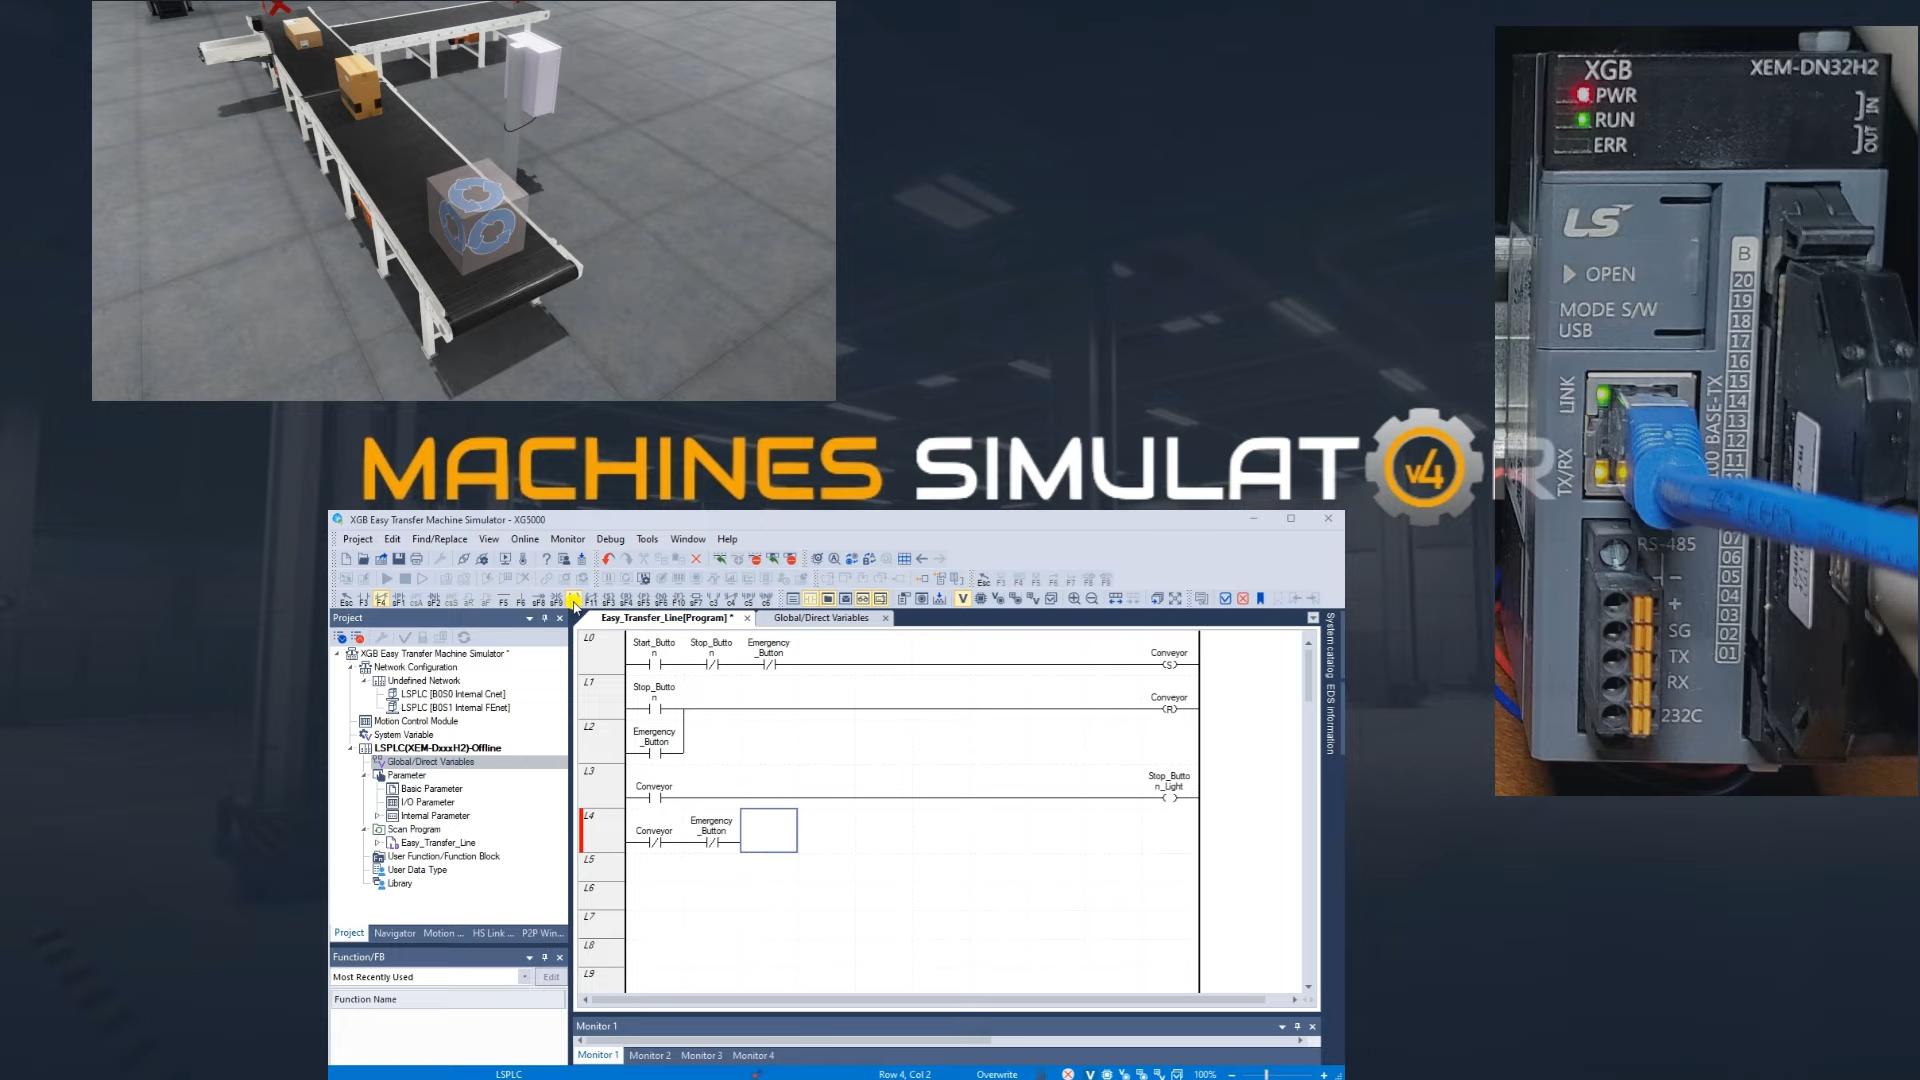 MACHINES SIMULATOR
v4
XGB
XEM-DN32H2
PWR
RUN
ERR
IN
OUT
LS
OPEN
MODE S/W
USB
B
20
19
18
17
16
15
14
13
12
11
07
06
05
04
03
02
01
LINK
TX/RX
100 BASE-TX
RS-485
-
+
SG
TX
RX
232C
XGB Easy Transfer Machine Simulator - XG5000
Project Edit Find/Replace View Online Monitor Debug Tools Window Help
Project
XGB Easy Transfer Machine Simulator *
Network Configuration
Undefined Network
LSPLC [B0S0 Internal Cnet]
LSPLC [B0S1 Internal FEnet]
Motion Control Module
System Variable
LSPLC(XEM-DxxxH2)-Offline
Global/Direct Variables
Parameter
Basic Parameter
I/O Parameter
Internal Parameter
Scan Program
Easy_Transfer_Line
User Function/Function Block
User Data Type
Library
Project Navigator Motion ... HS Link ... P2P Win...
Function/FB
Most Recently Used
Edit
Function Name
Easy_Transfer_Line[Program] *
Global/Direct Variables
L0
Start_Butto
n
Stop_Butto
n
Emergency
_Button
Conveyor
(S)
L1
Stop_Butto
n
Conveyor
(R)
L2
Emergency
_Button
L3
Conveyor
Stop_Butto
n_Light
L4
Conveyor
Emergency
_Button
L5
L6
L7
L8
L9
System catalog
EDS information
Monitor 1
Monitor 1 Monitor 2 Monitor 3 Monitor 4
LSPLC
Row 4, Col 2
Overwrite
100%